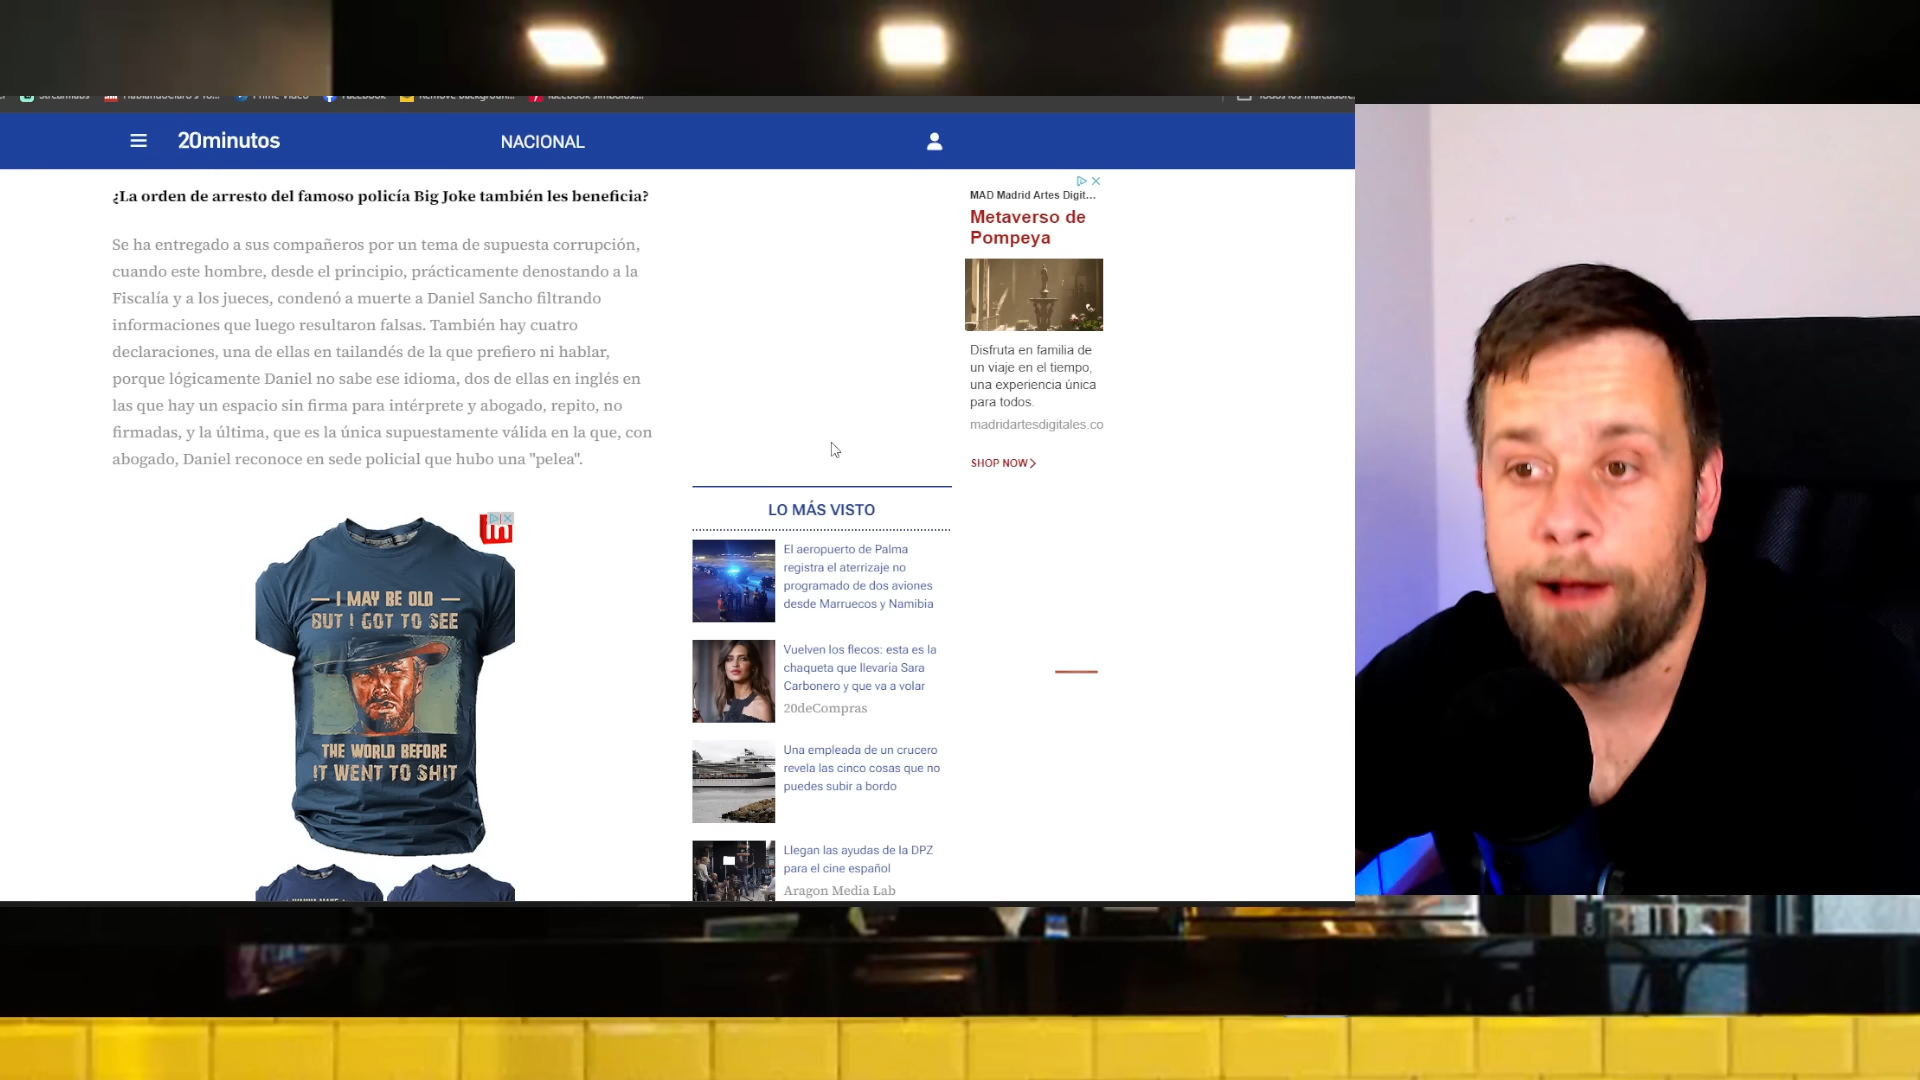 Streamlabs
Prime Video
Facebook
Todos los marcadores
20minutos
NACIONAL
¿La orden de arresto del famoso policía Big Joke también les beneficia?
Se ha entregado a sus compañeros por un tema de supuesta corrupción,
cuando este hombre, desde el principio, prácticamente denostando a la
Fiscalía y a los jueces, condenó a muerte a Daniel Sancho filtrando
informaciones que luego resultaron falsas. También hay cuatro
declaraciones, una de ellas en tailandés de la que prefiero ni hablar,
porque lógicamente Daniel no sabe ese idioma, dos de ellas en inglés en
las que hay un espacio sin firma para intérprete y abogado, repito, no
firmadas, y la última, que es la única supuestamente válida en la que, con
abogado, Daniel reconoce en sede policial que hubo una "pelea".
— I MAY BE OLD —
BUT I GOT TO SEE
THE WORLD BEFORE
IT WENT TO SHIT
LO MÁS VISTO
El aeropuerto de Palma
registra el aterrizaje no
programado de dos aviones
desde Marruecos y Namibia
Vuelven los flecos: esta es la
chaqueta que llevaría Sara
Carbonero y que va a volar
20deCompras
Una empleada de un crucero
revela las cinco cosas que no
puedes subir a bordo
Llegan las ayudas de la DPZ
para el cine español
Aragon Media Lab
MAD Madrid Artes Digit...
Metaverso de
Pompeya
Disfruta en familia de
un viaje en el tiempo,
una experiencia única
para todos.
madridartesdigitales.co
SHOP NOW